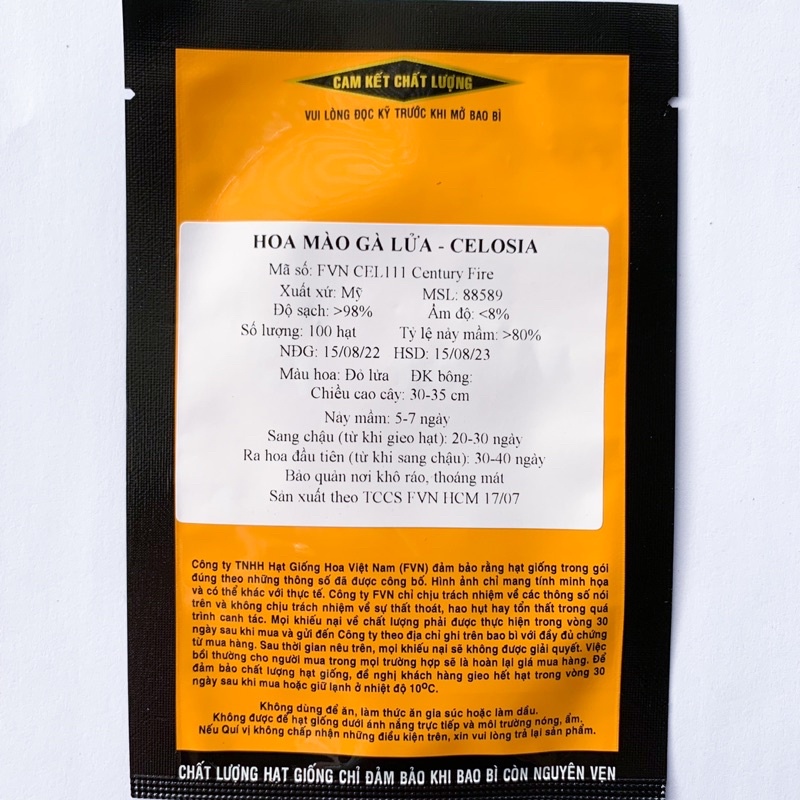 CAM KẾT CHẤT LƯỢNG
VUI LÒNG ĐỌC KỸ TRƯỚC KHI MỞ BAO BÌ
HOA MÀO GÀ LỬA - CELOSIA
Mã số: FVN CEL111 Century Fire
Xuất xứ: Mỹ MSL: 88589
Độ sạch: >98% Ẩm độ: <8%
Số lượng: 100 hạt Tỷ lệ nảy mầm: >80%
NĐG: 15/08/22 HSD: 15/08/23
Màu hoa: Đỏ lửa ĐK bông:
Chiều cao cây: 30-35 cm
Nảy mầm: 5-7 ngày
Sang chậu (từ khi gieo hạt): 20-30 ngày
Ra hoa đầu tiên (từ khi sang chậu): 30-40 ngày
Bảo quản nơi khô ráo, thoáng mát
Sản xuất theo TCCS FVN HCM 17/07
Công ty TNHH Hạt Giống Hoa Việt Nam (FVN) đảm bảo rằng hạt giống trong gói
đúng theo những thông số đã được công bố. Hình ảnh chỉ mang tính minh họa
và có thể khác với thực tế. Công ty FVN chỉ chịu trách nhiệm về các thông số nói
trên và không chịu trách nhiệm về sự thất thoát, hao hụt hay tổn thất trong quá
trình canh tác. Mọi khiếu nại về chất lượng phải được thực hiện trong vòng 30
ngày sau khi mua và gửi đến Công ty theo địa chỉ ghi trên bao bì với đầy đủ chứng
từ mua hàng. Sau thời gian nêu trên, mọi khiếu nại sẽ không được giải quyết. Việc
bồi thường cho người mua trong mọi trường hợp sẽ là hoàn lại giá mua hàng. Để
đảm bảo chất lượng hạt giống, đề nghị khách hàng gieo hết hạt trong vòng 30
ngày sau khi mua hoặc giữ lạnh ở nhiệt độ 10ºC.
Không dùng để ăn, làm thức ăn gia súc hoặc làm dầu.
Không được để hạt giống dưới ánh nắng trực tiếp và môi trường nóng, ẩm.
Nếu Quí vị không chấp nhận những điều kiện trên, xin vui lòng trả lại sản phẩm.
CHẤT LƯỢNG HẠT GIỐNG CHỈ ĐẢM BẢO KHI BAO BÌ CÒN NGUYÊN VẸN